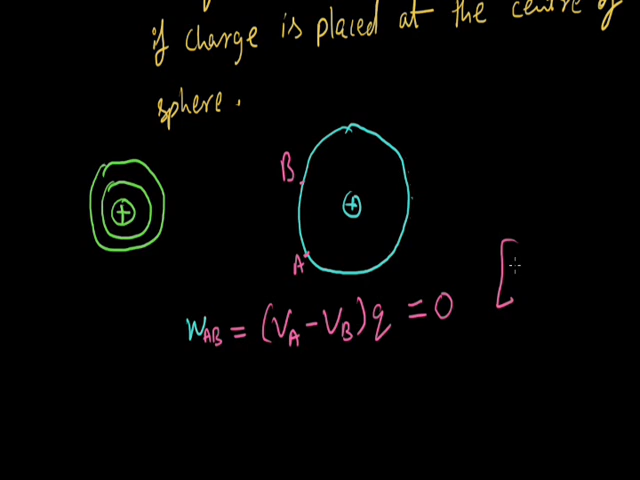 if charge is placed at the centre of
sphere.
B
+
+
A
W_AB = (V_A - V_B)q = 0 [